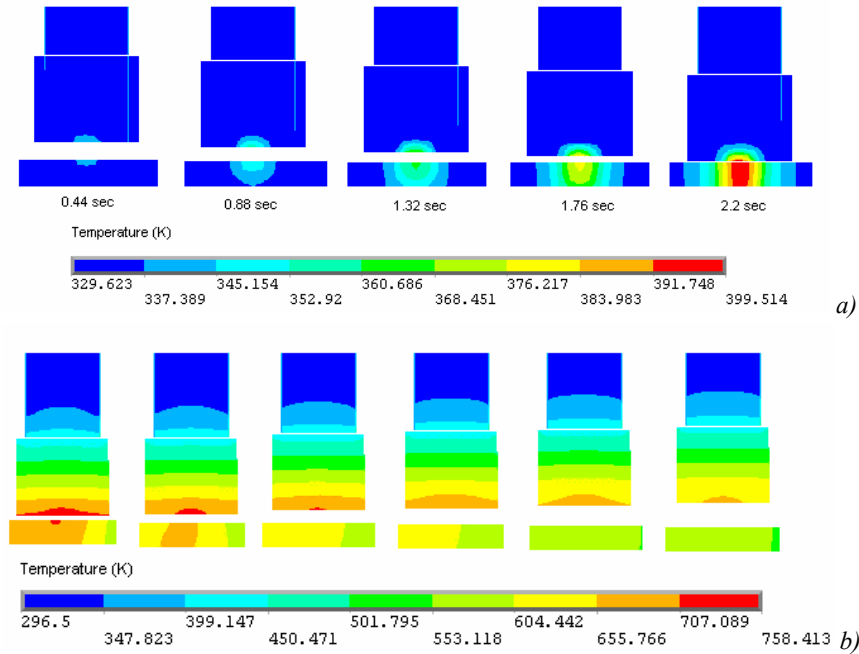 0.44 sec 0.88 sec 1.32 sec 1.76 sec 2.2 sec
Temperature (K)
329.623 345.154 360.686 376.217 391.748
337.389 352.92 368.451 383.983 399.514
a)
Temperature (K)
296.5 399.147 501.795 604.442 707.089
347.823 450.471 553.118 655.766 758.413
b)